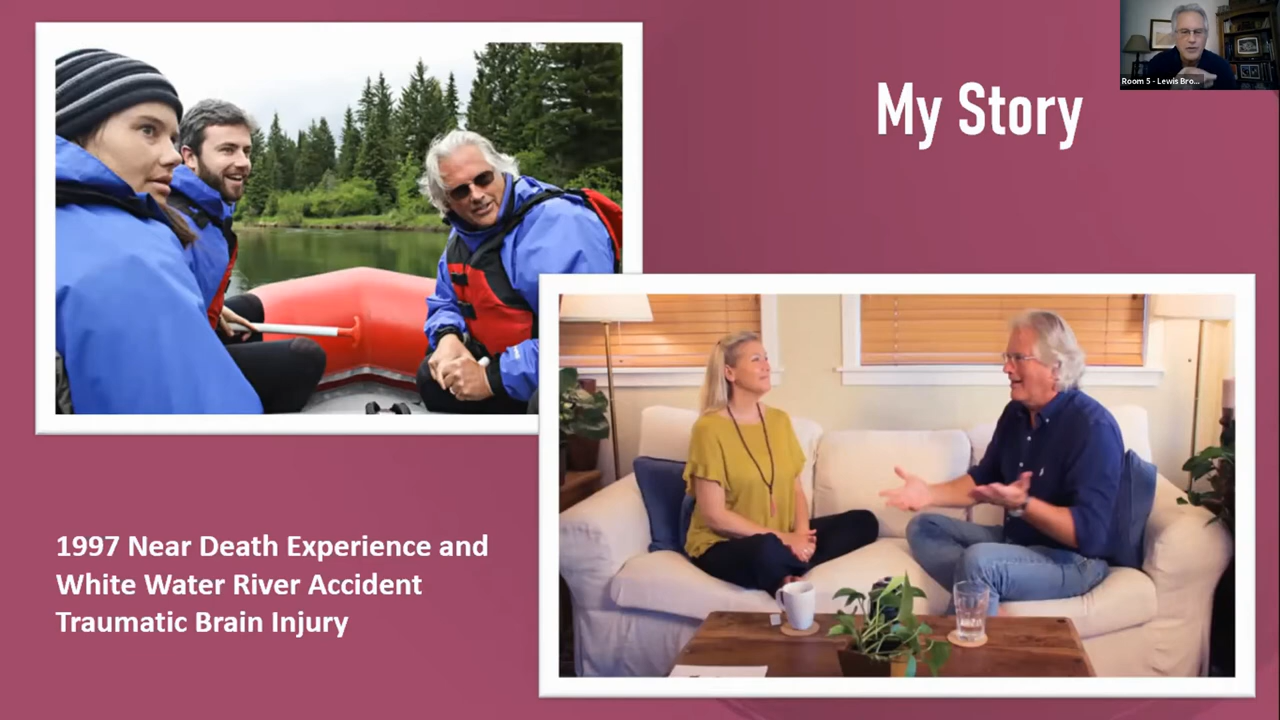 Room 5 - Lewis Bro...
My Story
1997 Near Death Experience and
White Water River Accident
Traumatic Brain Injury